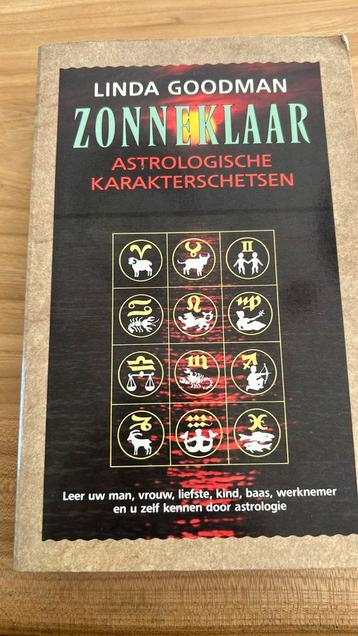 LINDA GOODMAN
ZONNEKLAAR
ASTROLOGISCHE
KARAKTERSCHETSEN
Leer uw man, vrouw, liefste, kind, baas, werknemer
en u zelf kennen door astrologie